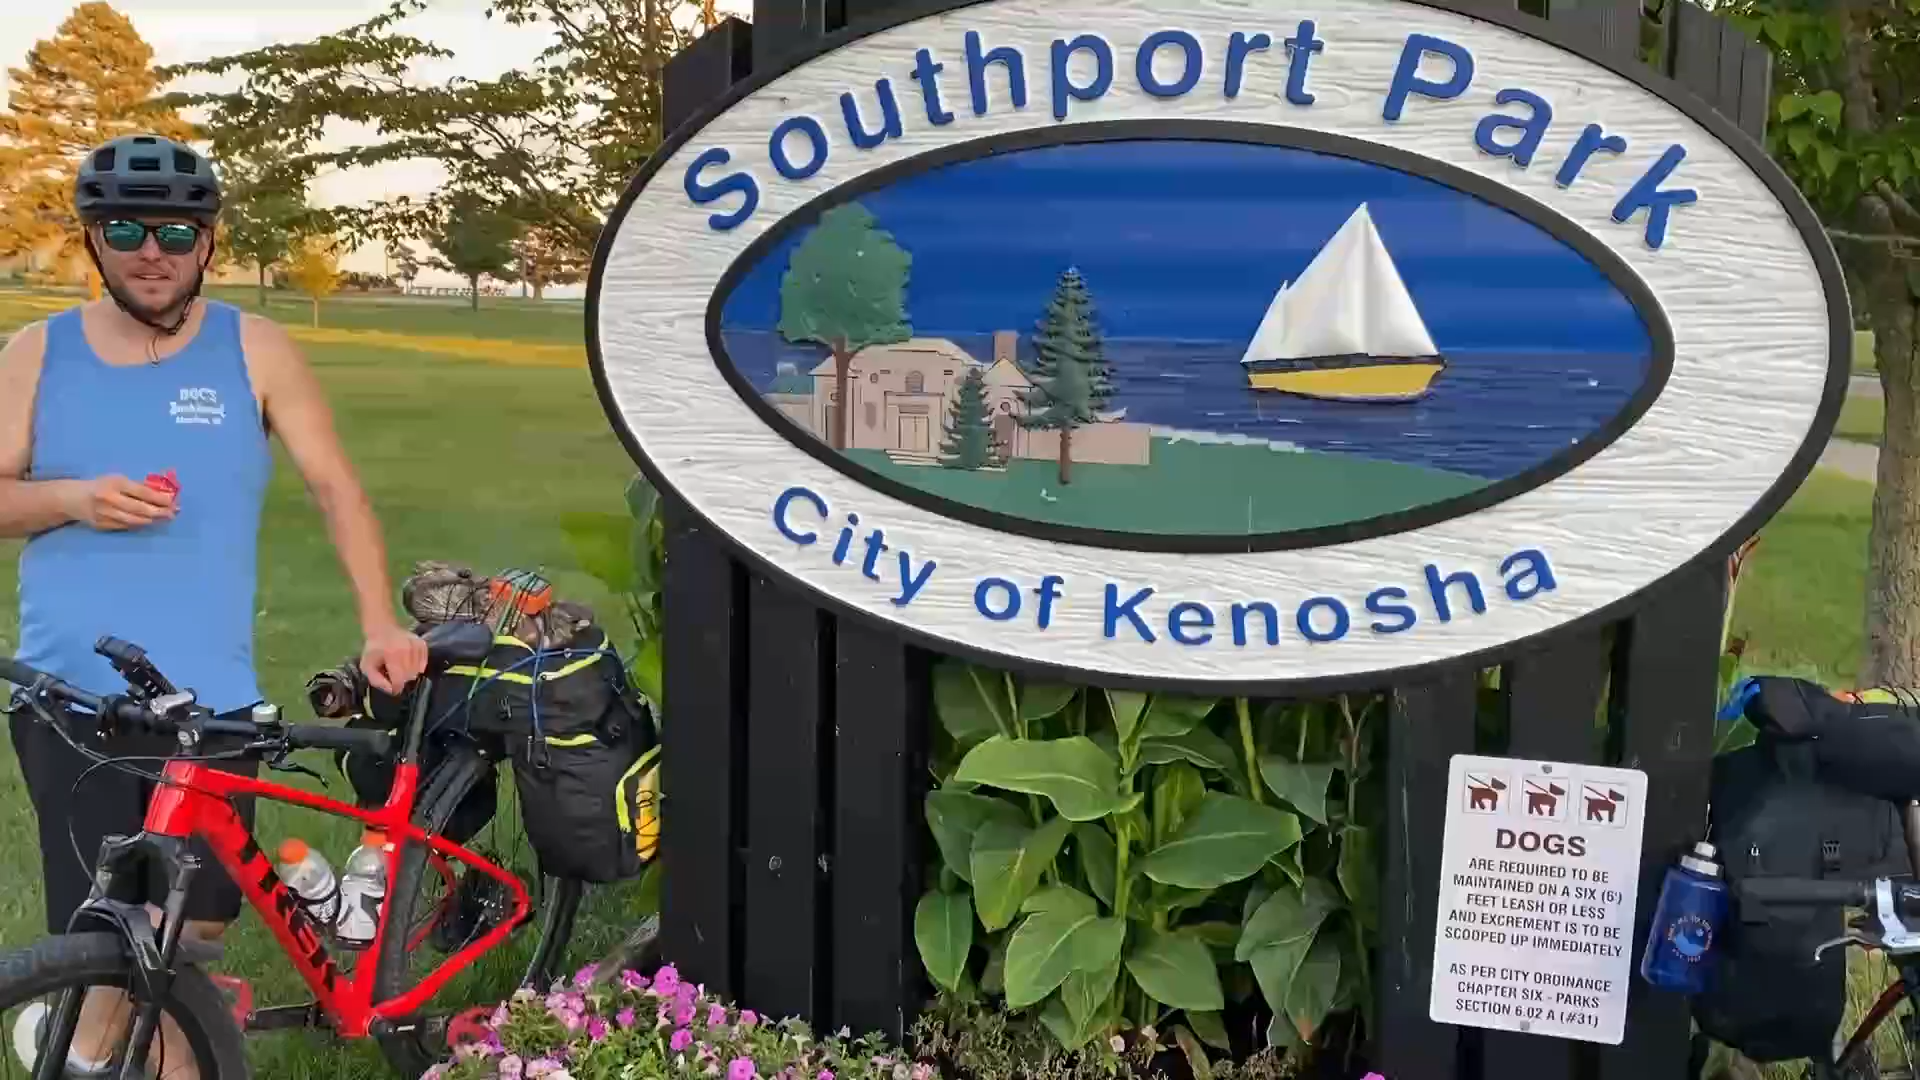 Southport Park
City of Kenosha
DOC'S
DOGS
ARE REQUIRED TO BE
MAINTAINED ON A SIX (6')
FEET LEASH OR LESS
AND EXCREMENT IS TO BE
SCOOPED UP IMMEDIATELY
AS PER CITY ORDINANCE
CHAPTER SIX - PARKS
SECTION 6.02 A (#31)